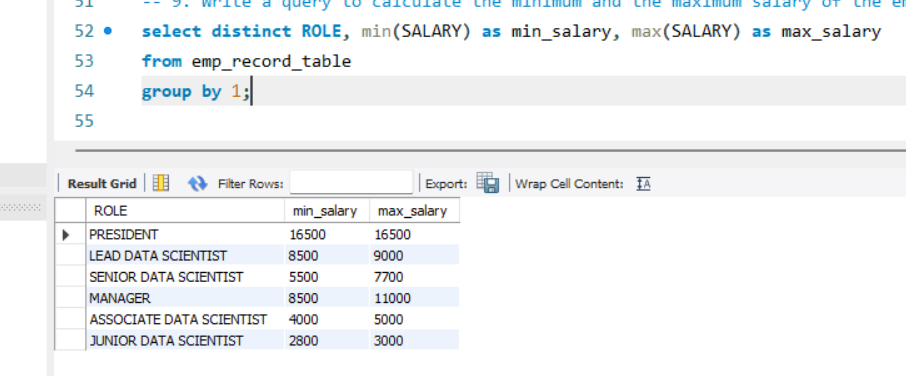 51 -- 9. Write a query to calculate the minimum and the maximum salary of the
52 select distinct ROLE, min(SALARY) as min_salary, max(SALARY) as max_salary
53 from emp_record_table
54 group by 1;
55
Result Grid Filter Rows: Export: Wrap Cell Content: IA
ROLE min_salary max_salary
PRESIDENT 16500 16500
LEAD DATA SCIENTIST 8500 9000
SENIOR DATA SCIENTIST 5500 7700
MANAGER 8500 11000
ASSOCIATE DATA SCIENTIST 4000 5000
JUNIOR DATA SCIENTIST 2800 3000